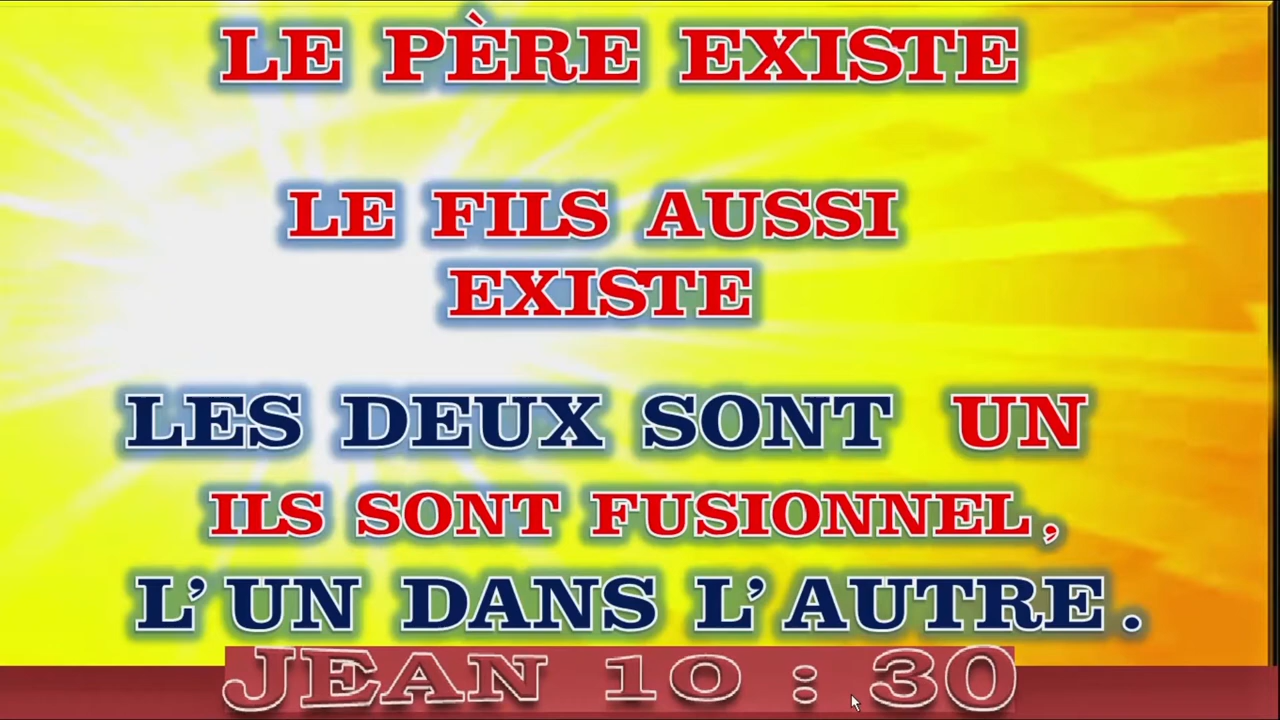 LE PÈRE EXISTE
LE FILS AUSSI
EXISTE
LES DEUX SONT UN
ILS SONT FUSIONNEL,
L'UN DANS L'AUTRE.
JEAN 10 : 30